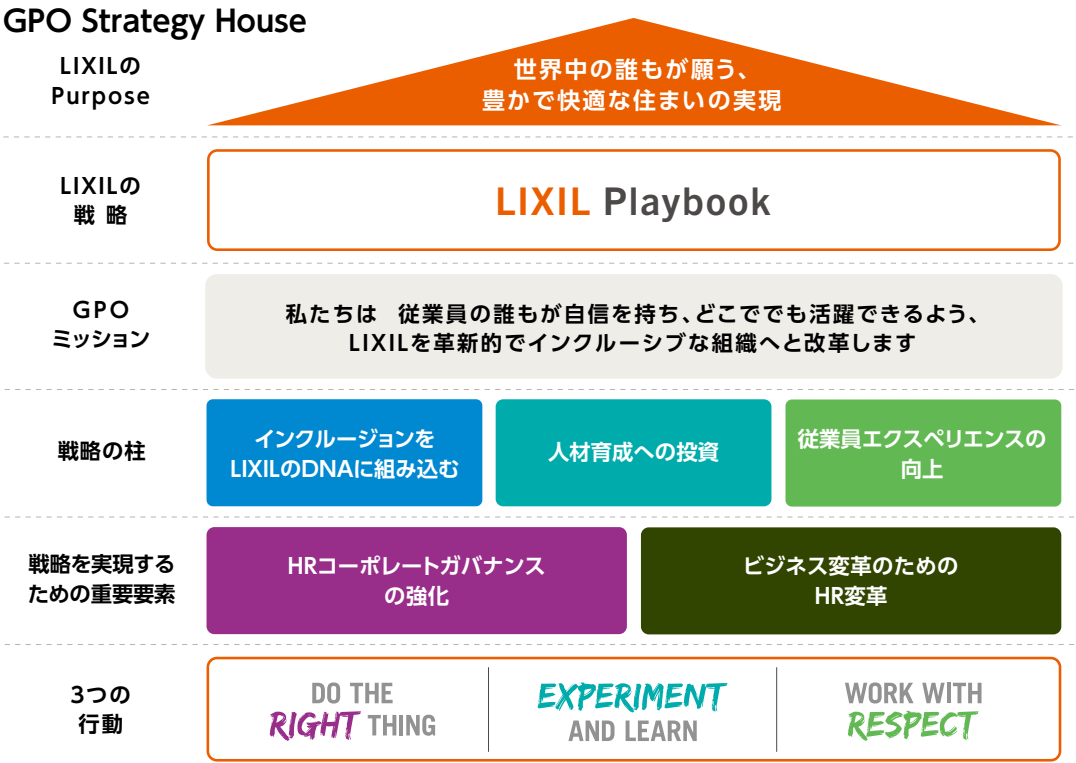 GPO Strategy House
LIXILの
Purpose
世界中の誰もが願う、
豊かで快適な住まいの実現
LIXILの
戦 略
LIXIL Playbook
GPO
ミッション
私たちは 従業員の誰もが自信を持ち、どこででも活躍できるよう、
LIXILを革新的でインクルーシブな組織へと改革します
戦略の柱
インクルージョンを
LIXILのDNAに組み込む
人材育成への投資
従業員エクスペリエンスの
向上
戦略を実現する
ための重要要素
HRコーポレートガバナンス
の強化
ビジネス変革のための
HR変革
3つの
行動
DO THE
RIGHT THING
EXPERIMENT
AND LEARN
WORK WITH
RESPECT